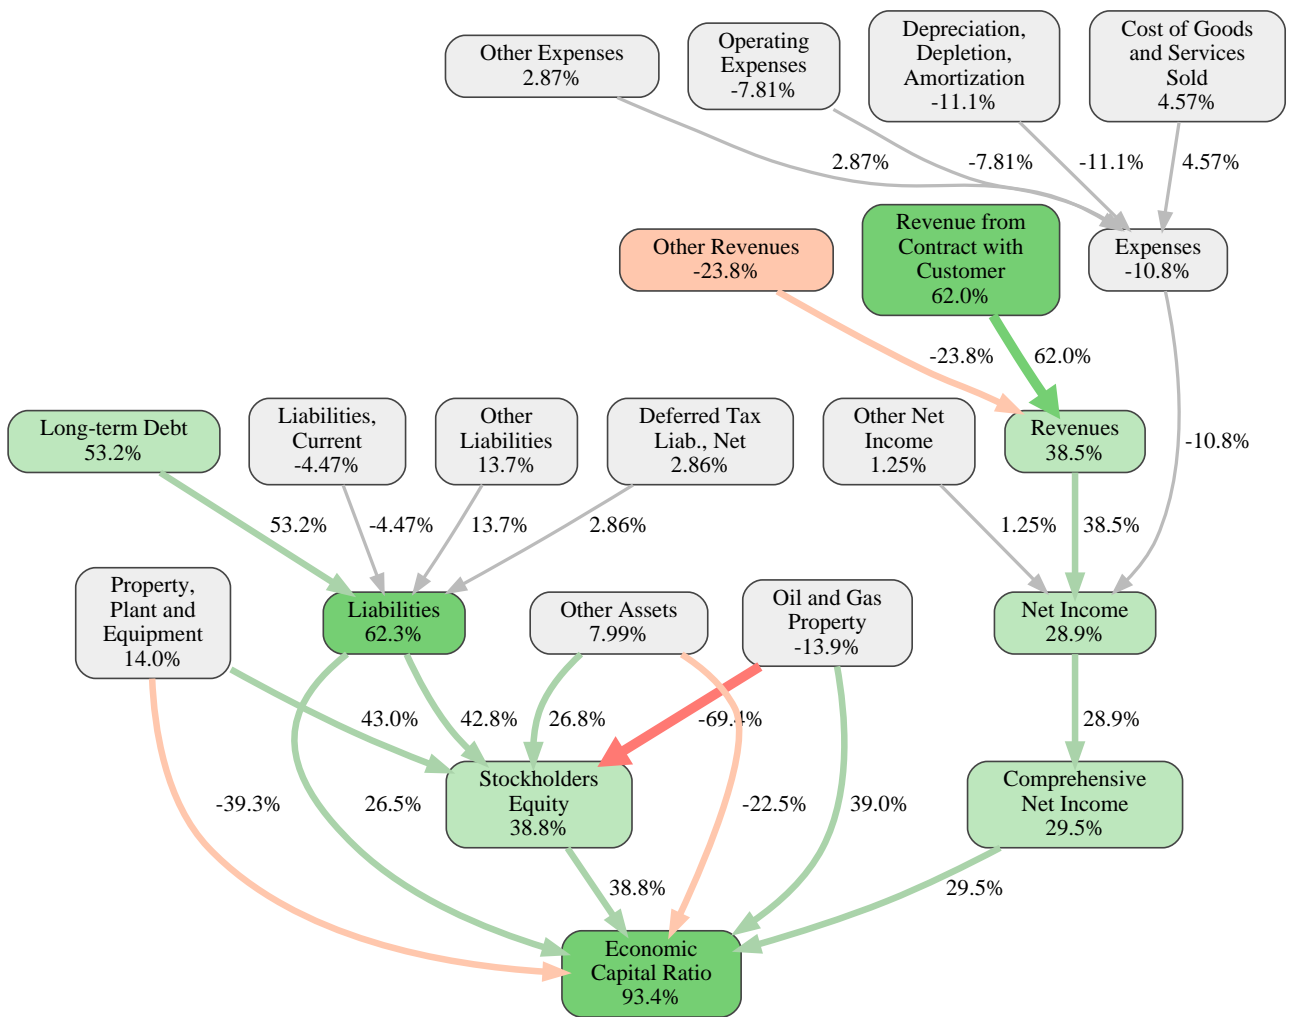 Other Expenses
2.87%
Operating
Expenses
-7.81%
Depreciation,
Depletion,
Amortization
-11.1%
Cost of Goods
and Services
Sold
4.57%
2.87%
-7.81%
-11.1%
4.57%
Other Revenues
-23.8%
Revenue from
Contract with
Customer
62.0%
Expenses
-10.8%
-23.8%
62.0%
Long-term Debt
53.2%
Liabilities,
Current
-4.47%
Other
Liabilities
13.7%
Deferred Tax
Liab., Net
2.86%
Other Net
Income
1.25%
Revenues
38.5%
-10.8%
53.2%
-4.47%
13.7%
2.86%
1.25%
38.5%
Property,
Plant and
Equipment
14.0%
Liabilities
62.3%
Other Assets
7.99%
Oil and Gas
Property
-13.9%
Net Income
28.9%
43.0%
42.8%
26.8%
-69.4%
28.9%
-39.3%
26.5%
Stockholders
Equity
38.8%
-22.5%
39.0%
Comprehensive
Net Income
29.5%
38.8%
29.5%
Economic
Capital Ratio
93.4%